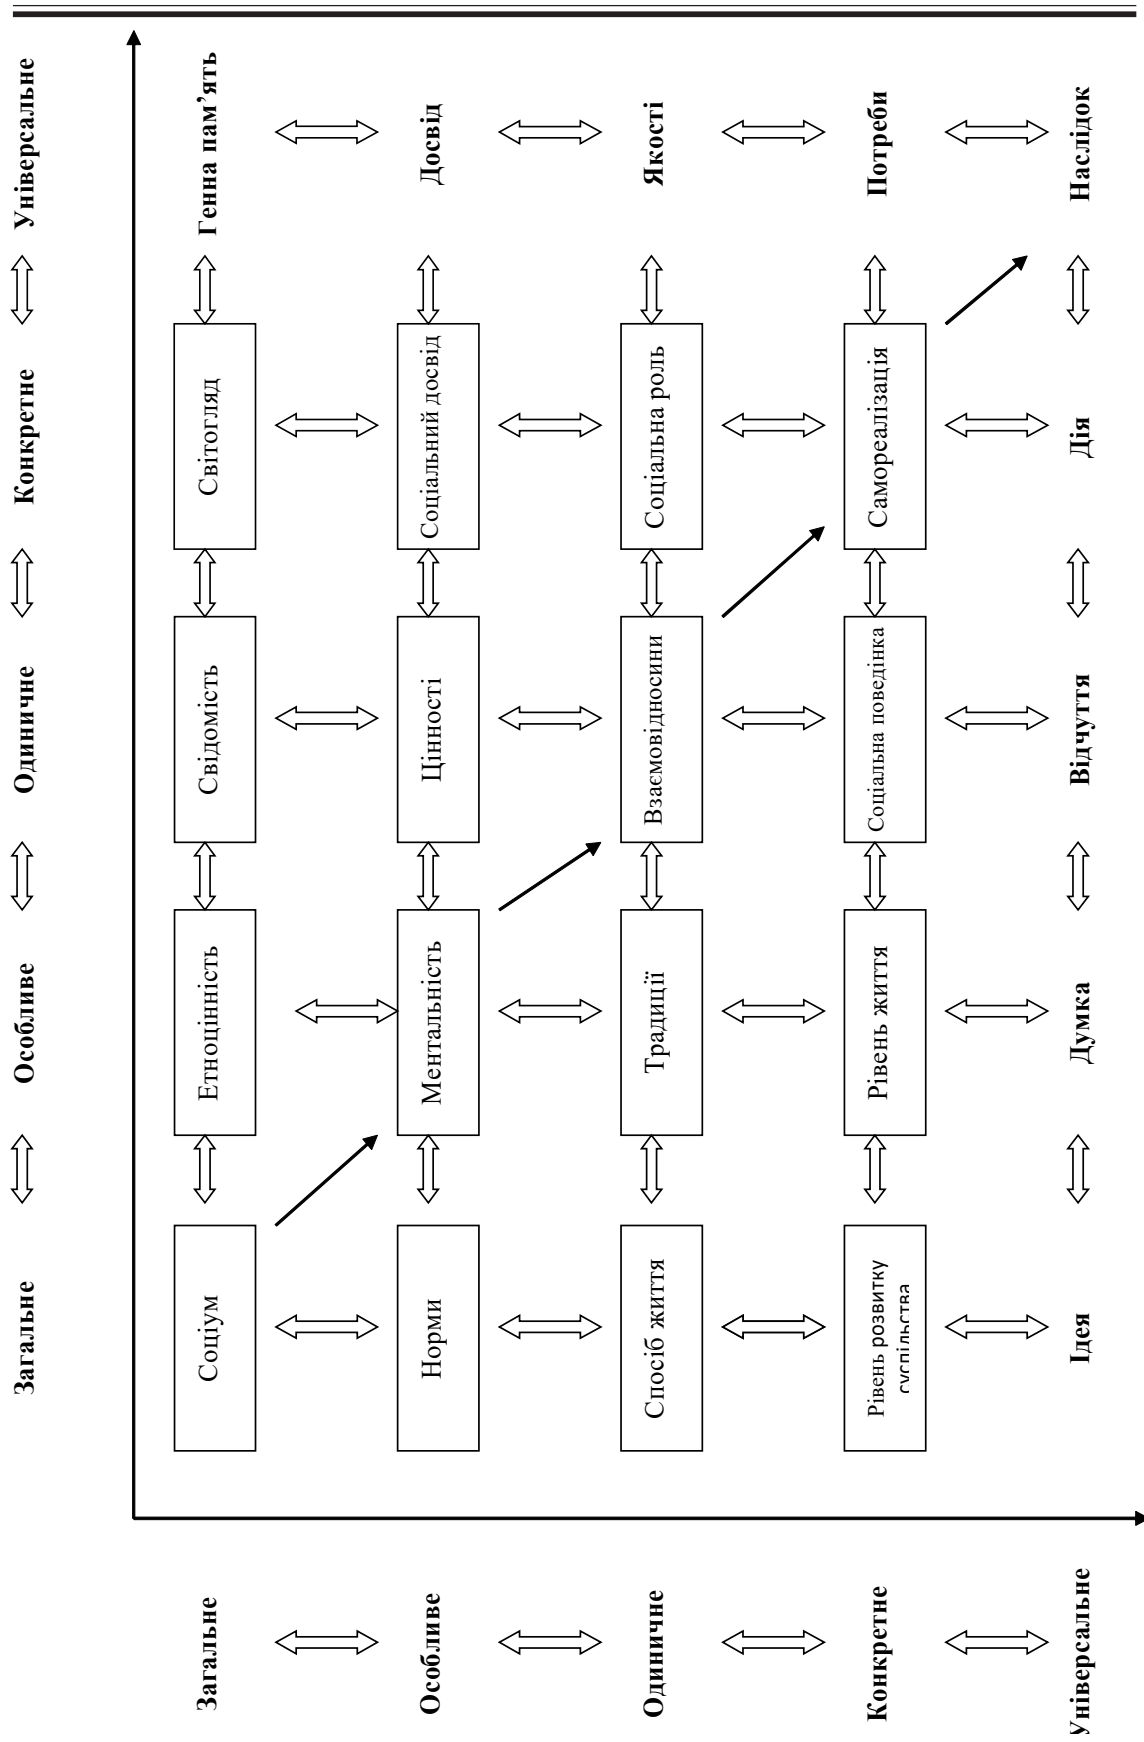 Загальне
Особливе
Одиничне
Конкретне
Універсальне
Загальне
Соціум
Етноцінність
Свідомість
Світогляд
Генна пам’ять
Особливе
Норми
Ментальність
Цінності
Соціальний досвід
Досвід
Одиничне
Спосіб життя
Традиції
Взаємовідносини
Соціальна роль
Якості
Конкретне
Рівень розвитку
суспільства
Рівень життя
Соціальна поведінка
Самореалізація
Потреби
Універсальне
Ідея
Думка
Відчуття
Дія
Наслідок